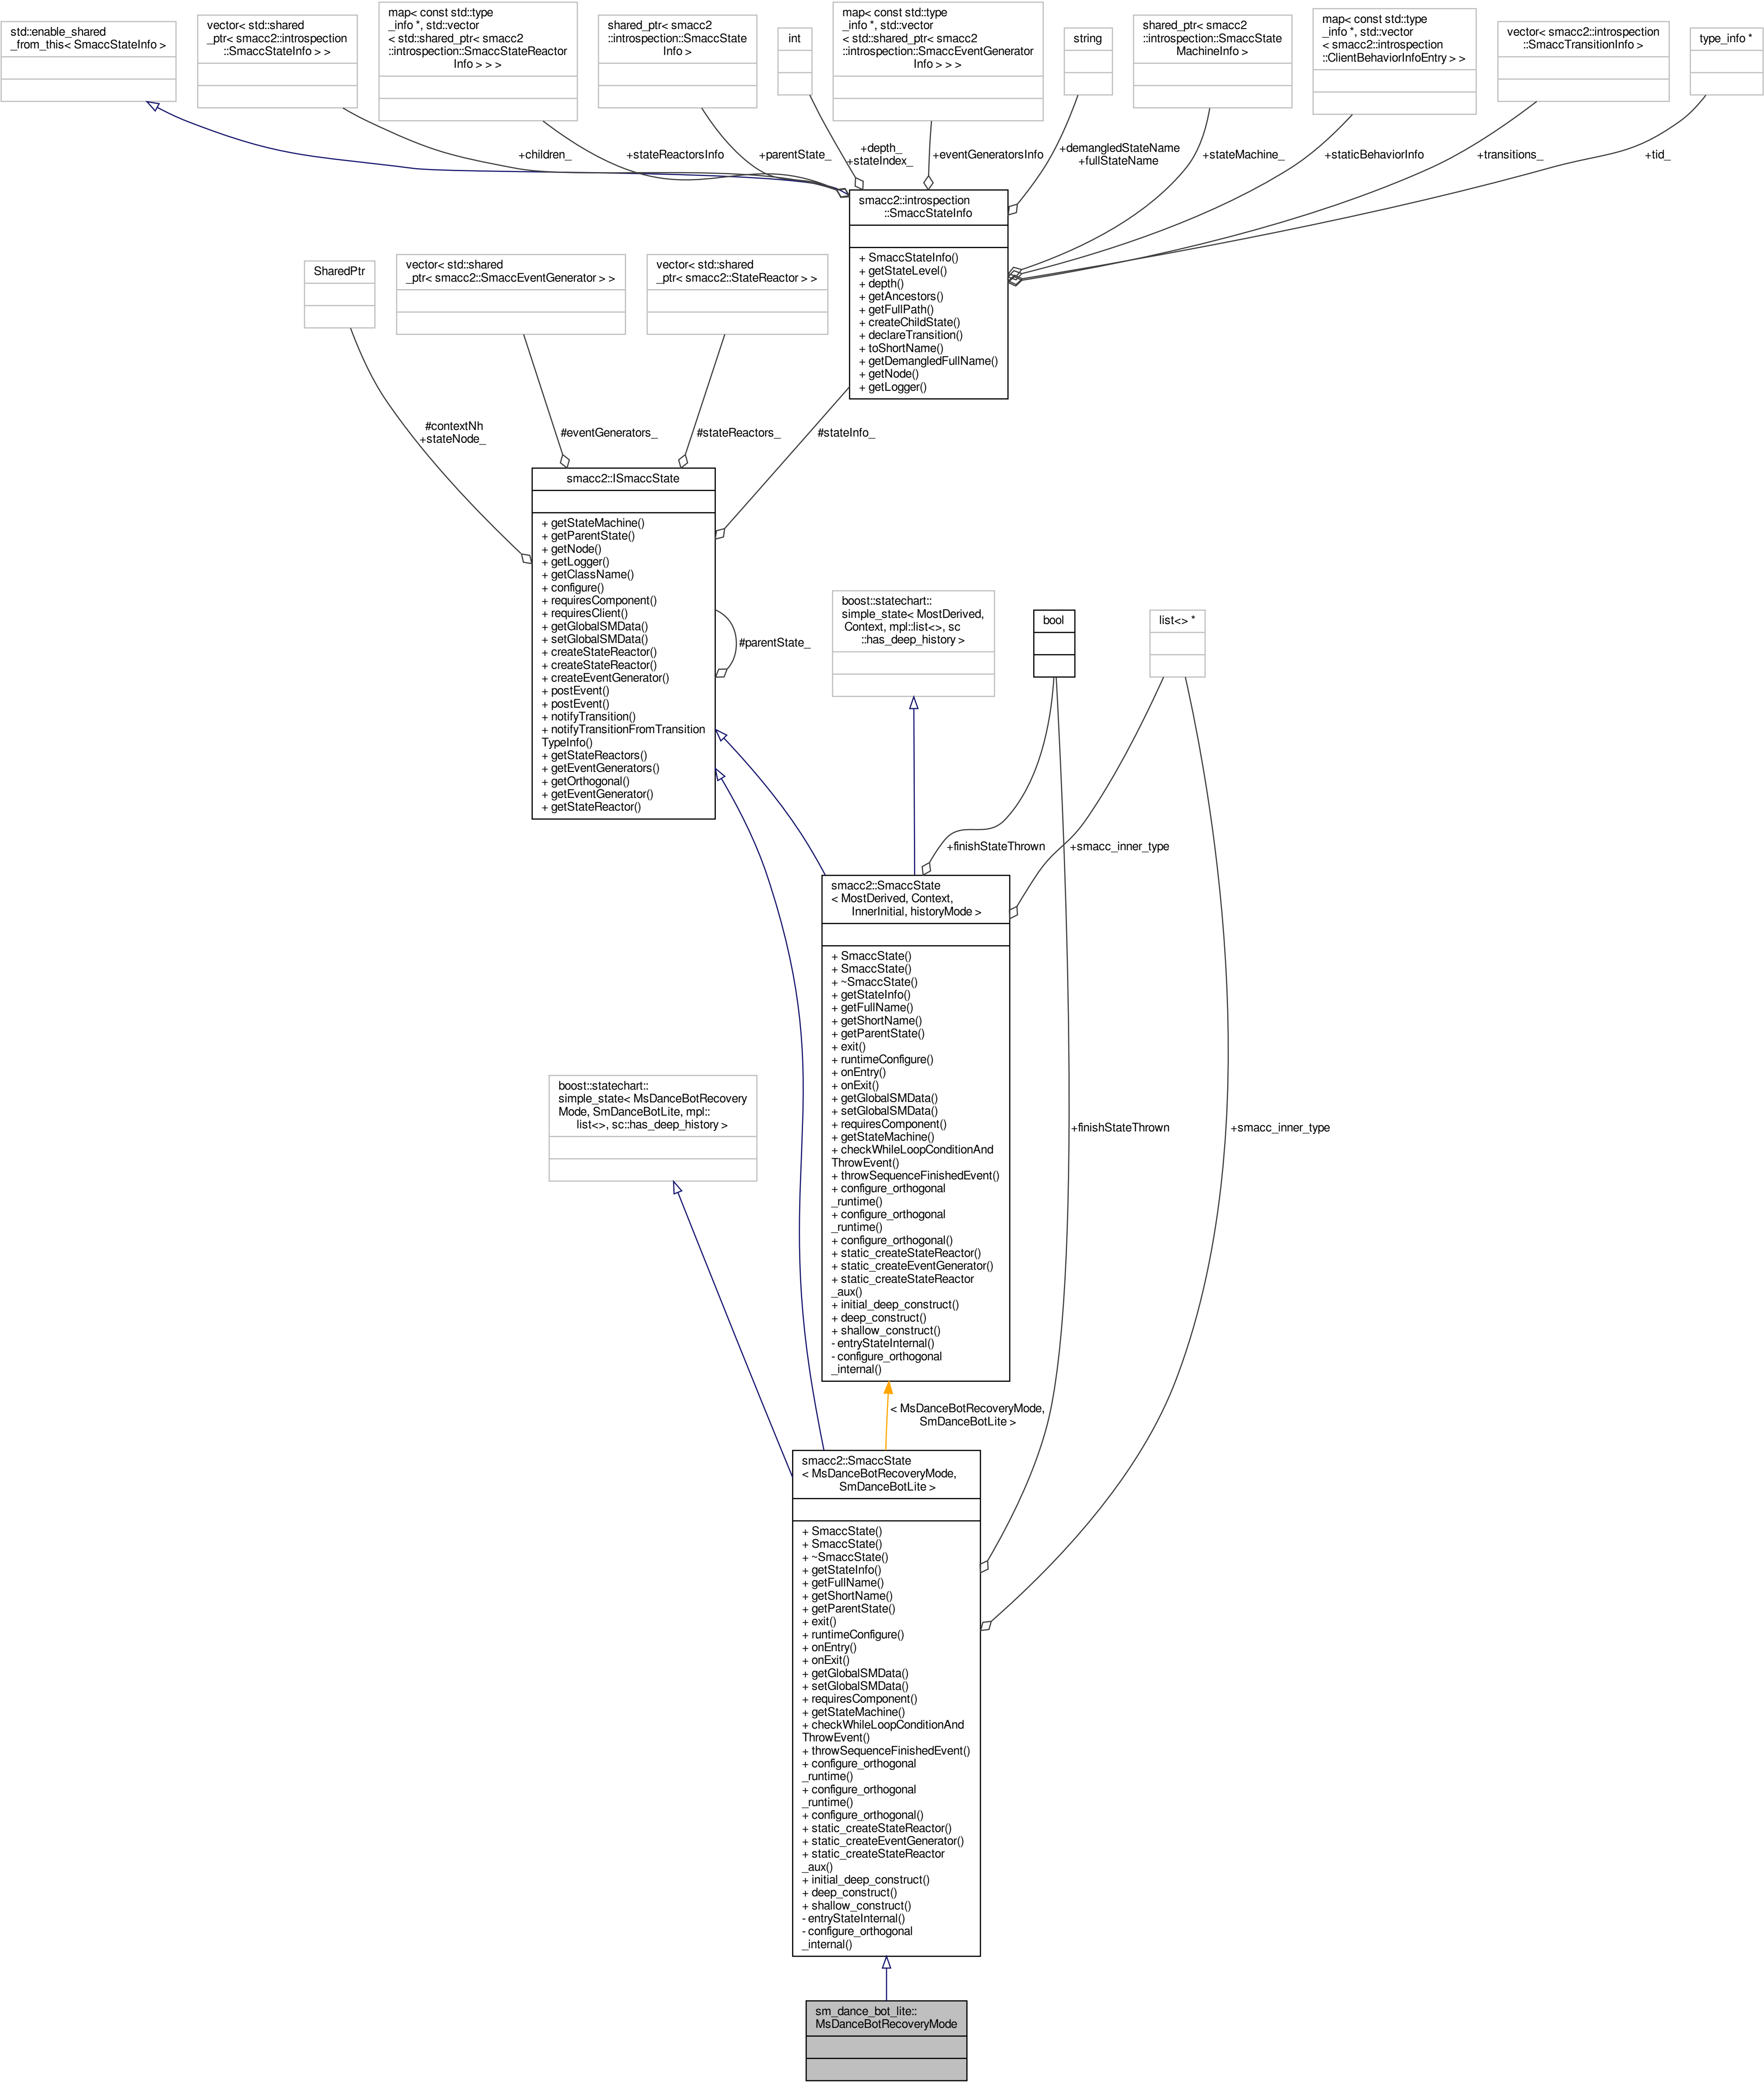 std::enable_shared
_from_this< SmaccStateInfo >
vector< std::shared
_ptr< smacc2::introspection
::SmaccStateInfo > >
map< const std::type
_info *, std::vector
< std::shared_ptr< smacc2
::introspection::SmaccStateReactor
Info > > >
shared_ptr< smacc2
::introspection::SmaccState
Info >
int
map< const std::type
_info *, std::vector
< std::shared_ptr< smacc2
::introspection::SmaccEventGenerator
Info > > >
string
shared_ptr< smacc2
::introspection::SmaccState
MachineInfo >
map< const std::type
_info *, std::vector
< smacc2::introspection
::ClientBehaviorInfoEntry > >
vector< smacc2::introspection
::SmaccTransitionInfo >
type_info *
+children_
+stateReactorsInfo
+parentState_
+depth_
+stateIndex_
+eventGeneratorsInfo
+demangledStateName
+fullStateName
+stateMachine_
+staticBehaviorInfo
+transitions_
+tid_
smacc2::introspection
::SmaccStateInfo
+ SmaccStateInfo()
+ getStateLevel()
+ depth()
+ getAncestors()
+ getFullPath()
+ createChildState()
+ declareTransition()
+ toShortName()
+ getDemangledFullName()
+ getNode()
+ getLogger()
SharedPtr
vector< std::shared
_ptr< smacc2::SmaccEventGenerator > >
vector< std::shared
_ptr< smacc2::StateReactor > >
#contextNh
+stateNode_
#eventGenerators_
#stateReactors_
#stateInfo_
smacc2::ISmaccState
+ getStateMachine()
+ getParentState()
+ getNode()
+ getLogger()
+ getClassName()
+ configure()
+ requiresComponent()
+ requiresClient()
+ getGlobalSMData()
+ setGlobalSMData()
+ createStateReactor()
+ createStateReactor()
+ createEventGenerator()
+ postEvent()
+ postEvent()
+ notifyTransition()
+ notifyTransitionFromTransition
TypeInfo()
+ getStateReactors()
+ getEventGenerators()
+ getOrthogonal()
+ getEventGenerator()
+ getStateReactor()
#parentState_
boost::statechart::
simple_state< MostDerived,
Context, mpl::list<>, sc
::has_deep_history >
bool
list<> *
+finishStateThrown
+smacc_inner_type
smacc2::SmaccState
< MostDerived, Context,
InnerInitial, historyMode >
+ SmaccState()
+ SmaccState()
+ ~SmaccState()
+ getStateInfo()
+ getFullName()
+ getShortName()
+ getParentState()
+ exit()
+ runtimeConfigure()
+ onEntry()
+ onExit()
+ getGlobalSMData()
+ setGlobalSMData()
+ requiresComponent()
+ getStateMachine()
+ checkWhileLoopConditionAnd
ThrowEvent()
+ throwSequenceFinishedEvent()
+ configure_orthogonal
_runtime()
+ configure_orthogonal
_runtime()
+ configure_orthogonal()
+ static_createStateReactor()
+ static_createEventGenerator()
+ static_createStateReactor
_aux()
+ initial_deep_construct()
+ deep_construct()
+ shallow_construct()
- entryStateInternal()
- configure_orthogonal
_internal()
boost::statechart::
simple_state< MsDanceBotRecovery
Mode, SmDanceBotLite, mpl::
list<>, sc::has_deep_history >
+finishStateThrown
+smacc_inner_type
< MsDanceBotRecoveryMode,
SmDanceBotLite >
smacc2::SmaccState
< MsDanceBotRecoveryMode,
SmDanceBotLite >
+ SmaccState()
+ SmaccState()
+ ~SmaccState()
+ getStateInfo()
+ getFullName()
+ getShortName()
+ getParentState()
+ exit()
+ runtimeConfigure()
+ onEntry()
+ onExit()
+ getGlobalSMData()
+ setGlobalSMData()
+ requiresComponent()
+ getStateMachine()
+ checkWhileLoopConditionAnd
ThrowEvent()
+ throwSequenceFinishedEvent()
+ configure_orthogonal
_runtime()
+ configure_orthogonal
_runtime()
+ configure_orthogonal()
+ static_createStateReactor()
+ static_createEventGenerator()
+ static_createStateReactor
_aux()
+ initial_deep_construct()
+ deep_construct()
+ shallow_construct()
- entryStateInternal()
- configure_orthogonal
_internal()
sm_dance_bot_lite::
MsDanceBotRecoveryMode